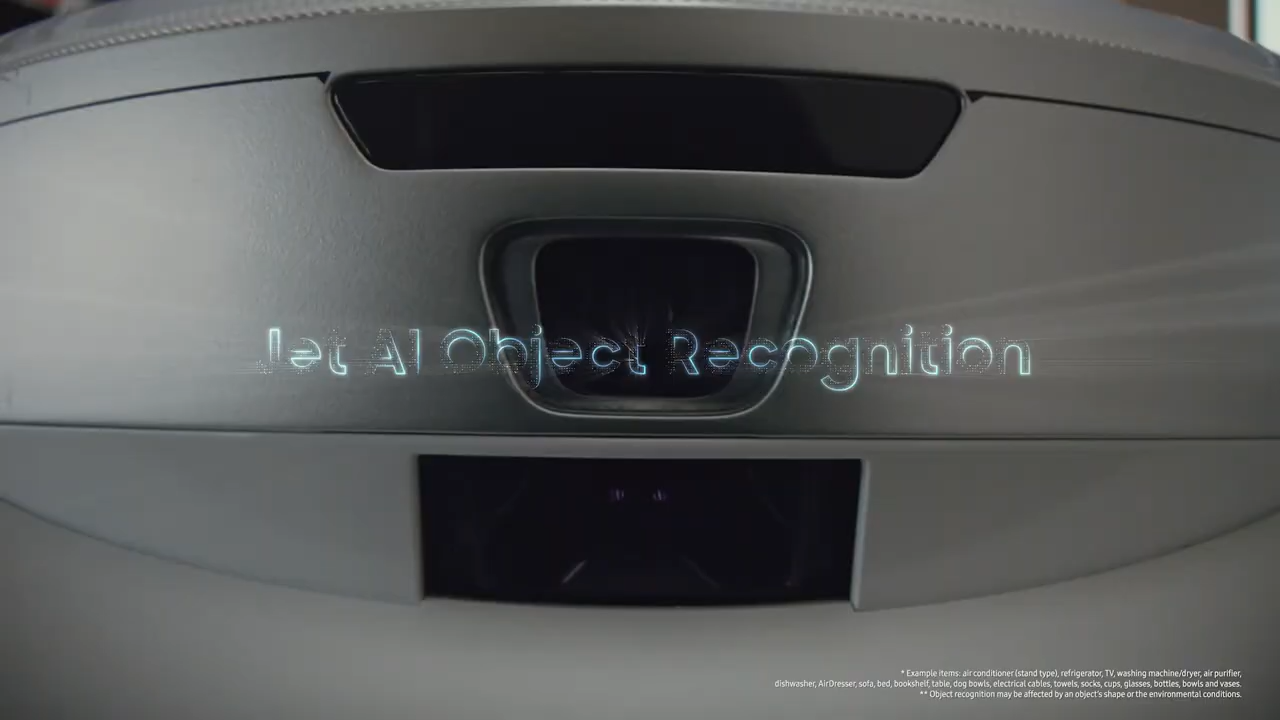 Jet AI Object Recognition
* Example items: air conditioner (stand type), refrigerator, TV, washing machine/dryer, air purifier,
dishwasher, AirDresser, sofa, bed, bookshelf, table, dog bowls, electrical cables, towels, socks, cups, glasses, bottles, bowls and vases.
** Object recognition may be affected by an object's shape or the environmental conditions.